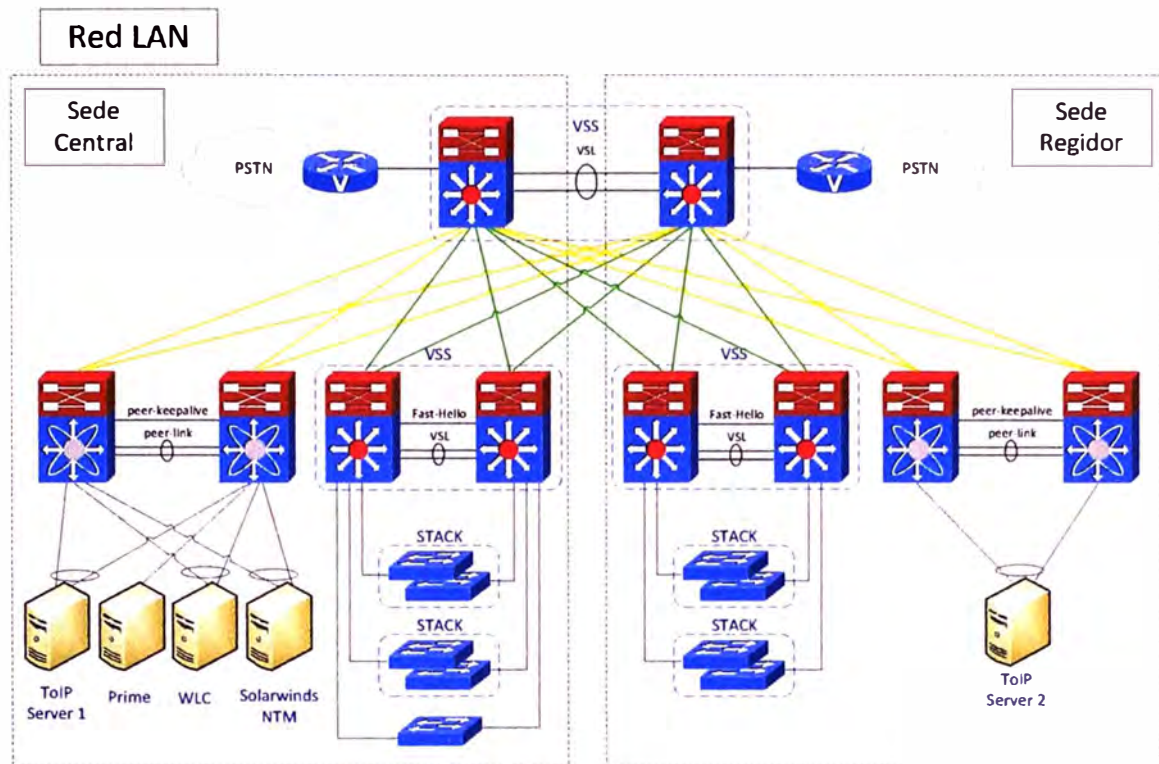 Red LAN
Sede
Central
Sede
Regidor
VSS
VSL
PSTN
V
V
PSTN
VSS
VSS
peer-keepalive
peer-link
Fast-Hello
VSL
Fast-Hello
VSL
peer-keepalive
peer-link
STACK
STACK
STACK
STACK
ToIP
Server 1
Prime
WLC
Solarwinds
NTM
ToIP
Server 2